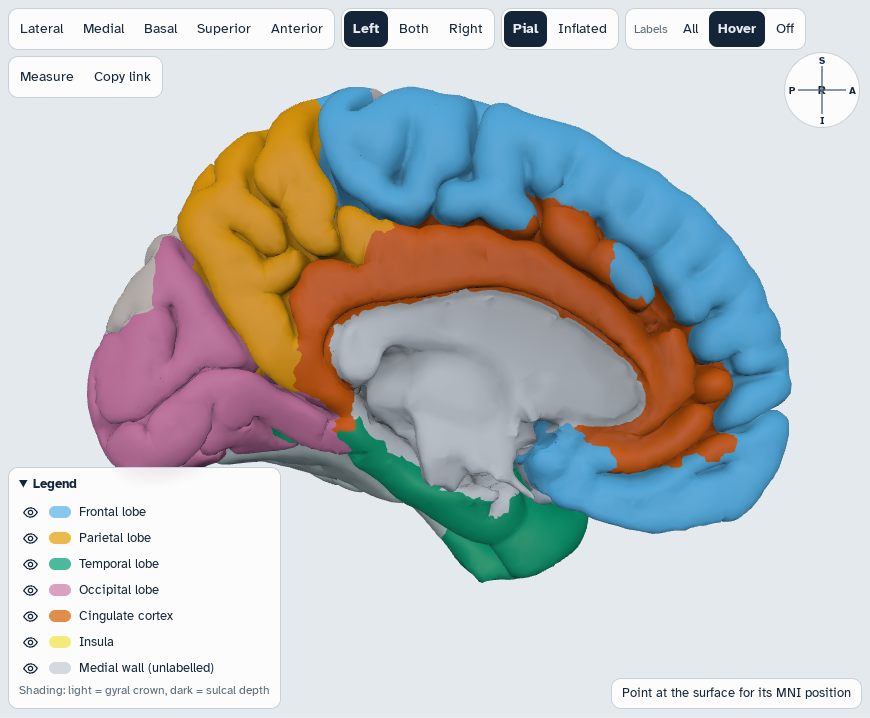 Lateral Medial Basal Superior Anterior Left Both Right Pial Inflated Labels All Hover Off
Measure Copy link
S
P R A
I
Legend
Frontal lobe
Parietal lobe
Temporal lobe
Occipital lobe
Cingulate cortex
Insula
Medial wall (unlabelled)
Shading: light = gyral crown, dark = sulcal depth
Point at the surface for its MNI position